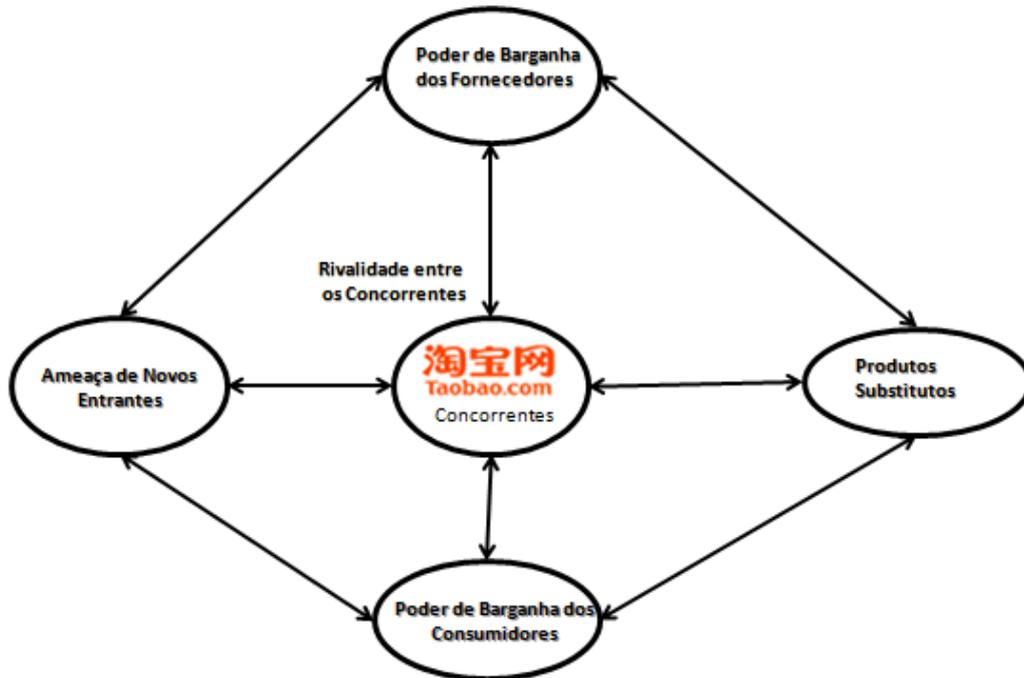 Poder de Barganha
dos Fornecedores
Rivalidade entre
os Concorrentes
Ameaça de Novos
Entrantes
淘宝网
Taobao.com
Concorrentes
Produtos
Substitutos
Poder de Barganha dos
Consumidores